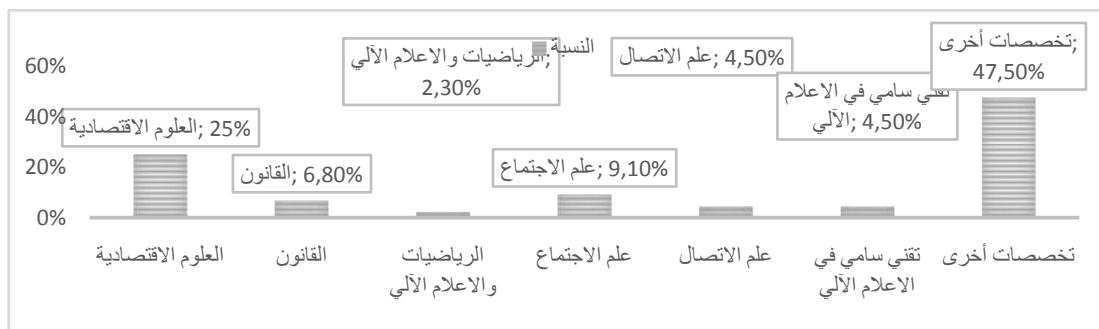 النسبة
تخصصات أخرى;
47,50%
الرياضيات والاعلام الآلي;
2,30%
علم الاتصال; 4,50%
60%
تقني سامي في الاعلام
الآلي; 4,50%
40%
العلوم الاقتصادية; 25%
علم الاجتماع; 9,10%
القانون; 6,80%
20%
0%
العلوم الاقتصادية
القانون
الرياضيات
والاعلام الآلي
علم الاجتماع
علم الاتصال
تقني سامي في
الاعلام الآلي
تخصصات أخرى